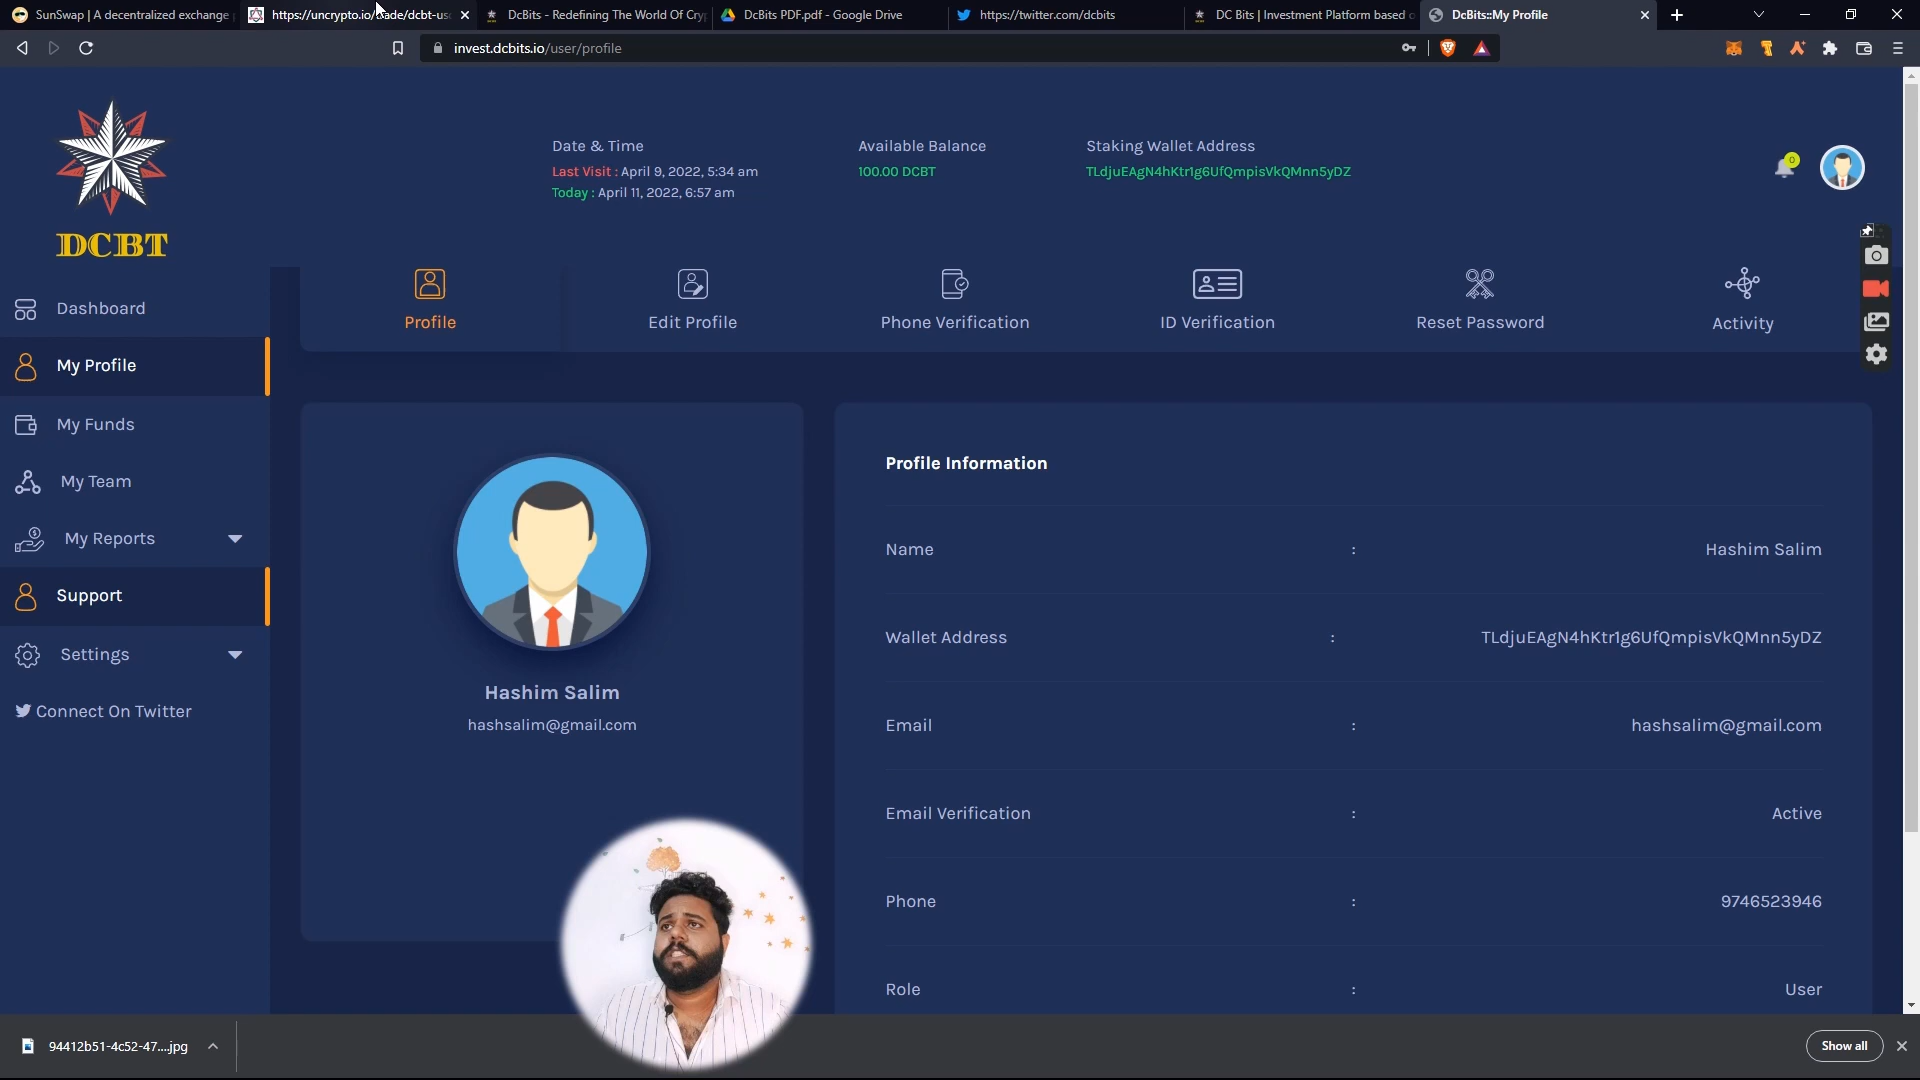 SunSwap | A decentralized exchange
https://uncrypto.io/trade/dcbt-us
DcBits - Redefining The World Of Cry
DcBits PDF.pdf - Google Drive
https://twitter.com/dcbits
DC Bits | Investment Platform based o
DcBits::My Profile
invest.dcbits.io/user/profile
DCBT
Date & Time
Last Visit : April 9, 2022, 5:34 am
Today : April 11, 2022, 6:57 am
Available Balance
100.00 DCBT
Staking Wallet Address
TLdjuEAgN4hKtr1g6UfQmpisVkQMnn5yDZ
0
Dashboard
My Profile
My Funds
My Team
My Reports
Support
Settings
Connect On Twitter
Profile
Edit Profile
Phone Verification
ID Verification
Reset Password
Activity
Hashim Salim
hashsalim@gmail.com
Profile Information
Name : Hashim Salim
Wallet Address : TLdjuEAgN4hKtr1g6UfQmpisVkQMnn5yDZ
Email : hashsalim@gmail.com
Email Verification : Active
Phone : 9746523946
Role : User
94412b51-4c52-47....jpg
Show all